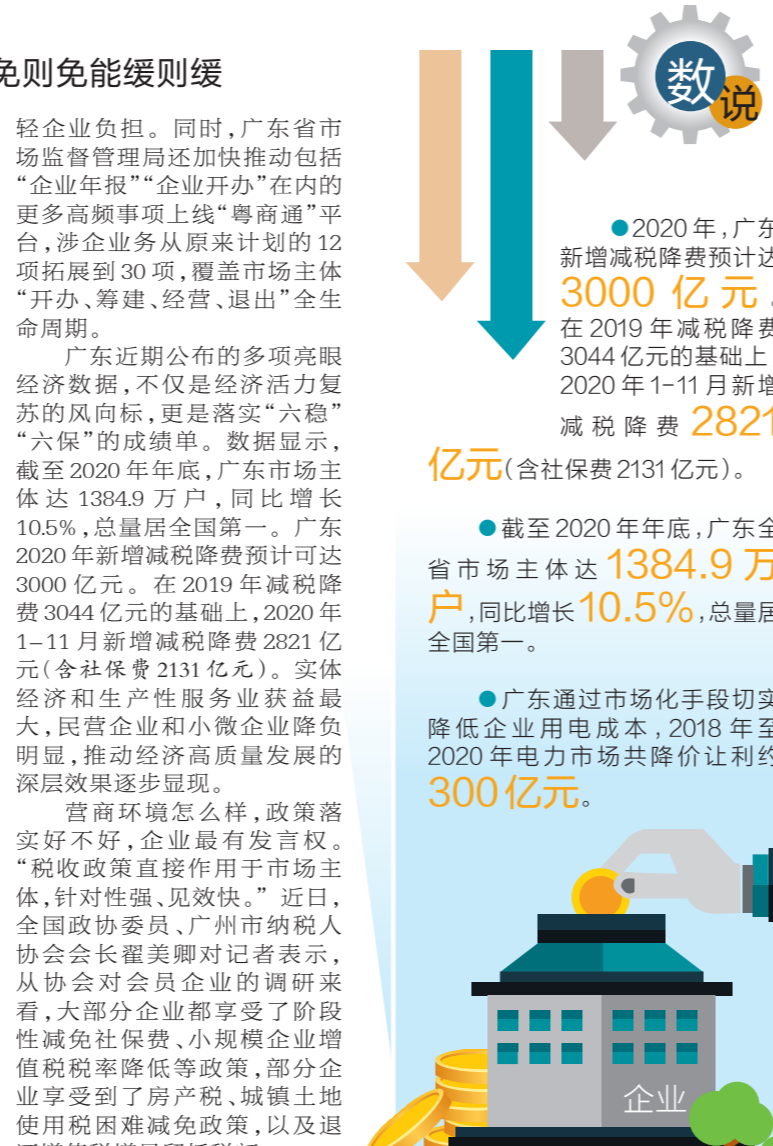 免则免能缓则缓
轻企业负担。同时,广东省市
场监督管理局还加快推动包括
“企业年报”“企业开办”在内的
更多高频事项上线“粤商通”平
台,涉企业务从原来计划的12
项拓展到30项,覆盖市场主体
“开办、筹建、经营、退出”全生
命周期。
广东近期公布的多项亮眼
经济数据,不仅是经济活力复
苏的风向标,更是落实“六稳”
“六保”的成绩单。数据显示,
截至2020年年底,广东市场主
体达1384.9万户,同比增长
10.5%,总量居全国第一。广东
2020年新增减税降费预计可达
3000亿元。在2019年减税降
费3044亿元的基础上,2020年
1-11月新增减税降费2821亿
元(含社保费2131亿元)。实体
经济和生产性服务业获益最
大,民营企业和小微企业降负
明显,推动经济高质量发展的
深层效果逐步显现。
营商环境怎么样,政策落
实好不好,企业最有发言权。
“税收政策直接作用于市场主
体,针对性强、见效快。”近日,
全国政协委员、广州市纳税人
协会会长翟美卿对记者表示,
从协会对会员企业的调研来
看,大部分企业都享受了阶段
性减免社保费、小规模企业增
值税税率降低等政策,部分企
业享受到了房产税、城镇土地
使用税困难减免政策,以及退
数说
●2020年,广东
新增减税降费预计达
3000亿元。
在2019年减税降费
3044亿元的基础上
2020年1-11月新增
减税降费2821
亿元(含社保费2131亿元)。
●截至2020年年底,广东全
省市场主体达1384.9万
户,同比增长10.5%,总量居
全国第一。
●广东通过市场化手段切实
降低企业用电成本,2018年至
2020年电力市场共降价让利约
300亿元。
企业